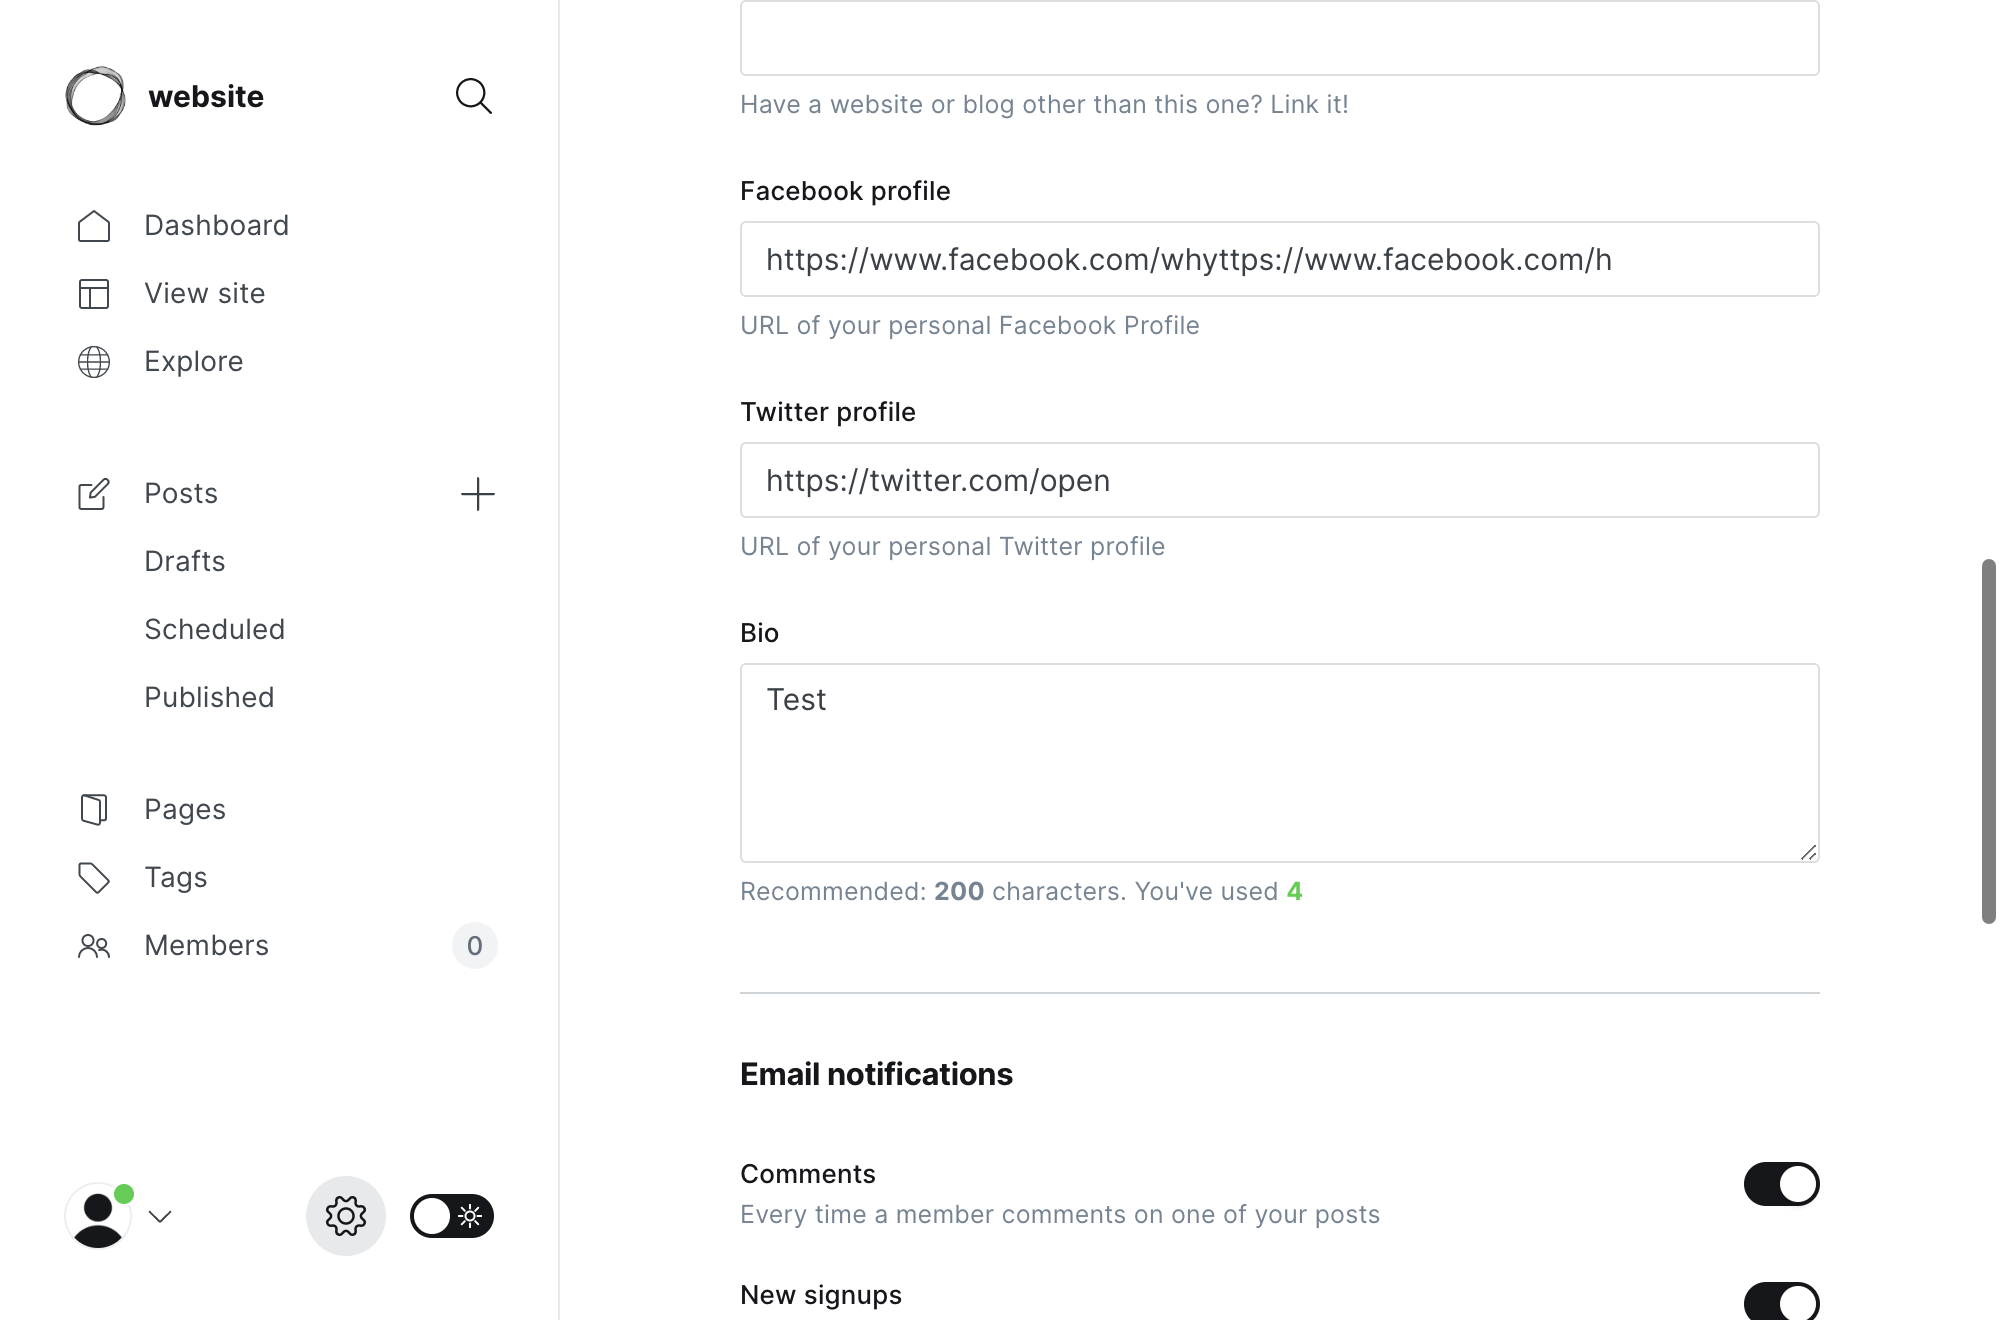 website
Dashboard
View site
Explore
Posts
Drafts
Scheduled
Published
Pages
Tags
Members
0
Have a website or blog other than this one? Link it!
Facebook profile
https://www.facebook.com/whyttps://www.facebook.com/h
URL of your personal Facebook Profile
Twitter profile
https://twitter.com/open
URL of your personal Twitter profile
Bio
Test
Recommended: 200 characters. You've used 4
Email notifications
Comments
Every time a member comments on one of your posts
New signups